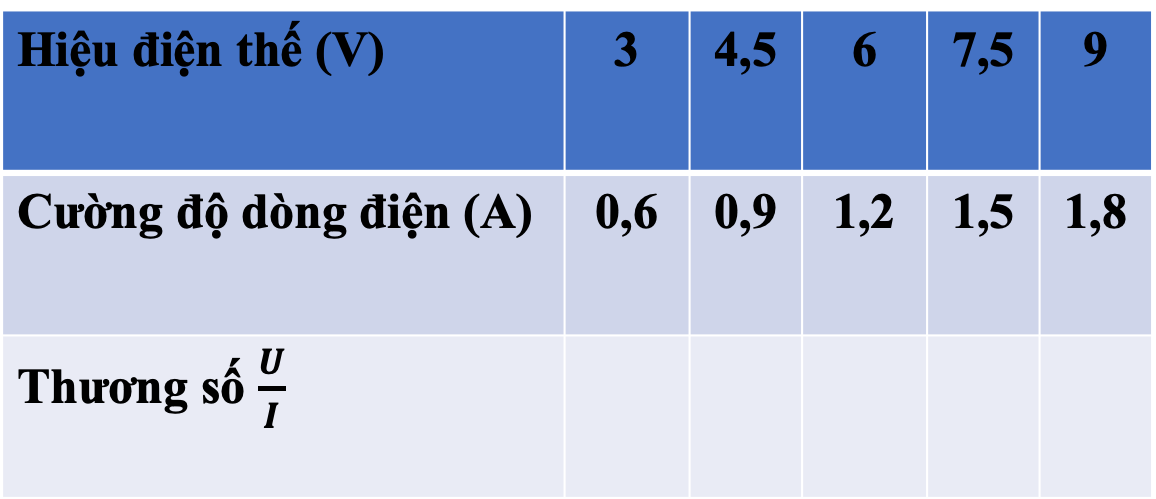 Hiệu điện thế (V) 3 4,5 6 7,5 9
Cường độ dòng điện (A) 0,6 0,9 1,2 1,5 1,8
Thương số U/I